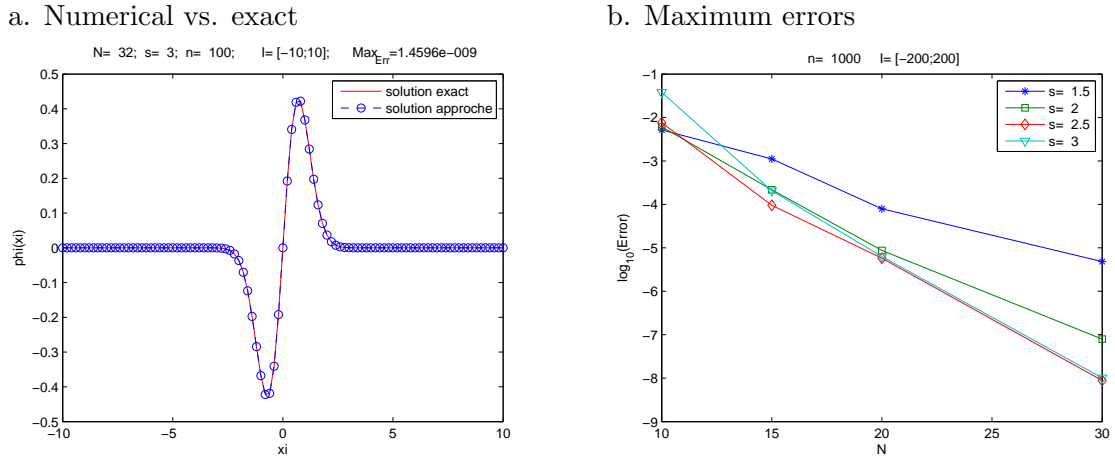 a. Numerical vs. exact
N= 32; s= 3; n= 100; I= [-10;10]; Max_Err=1.4596e-009
0.5
0.4
0.3
0.2
0.1
0
−0.1
−0.2
−0.3
−0.4
−0.5
phi(xi)
solution exact
solution approche
−10
−5
0
5
10
xi
b. Maximum errors
n= 1000 I= [-200;200]
−1
−2
−3
−4
−5
−6
−7
−8
−9
log10(Error)
s= 1.5
s= 2
s= 2.5
s= 3
10
15
20
25
30
N